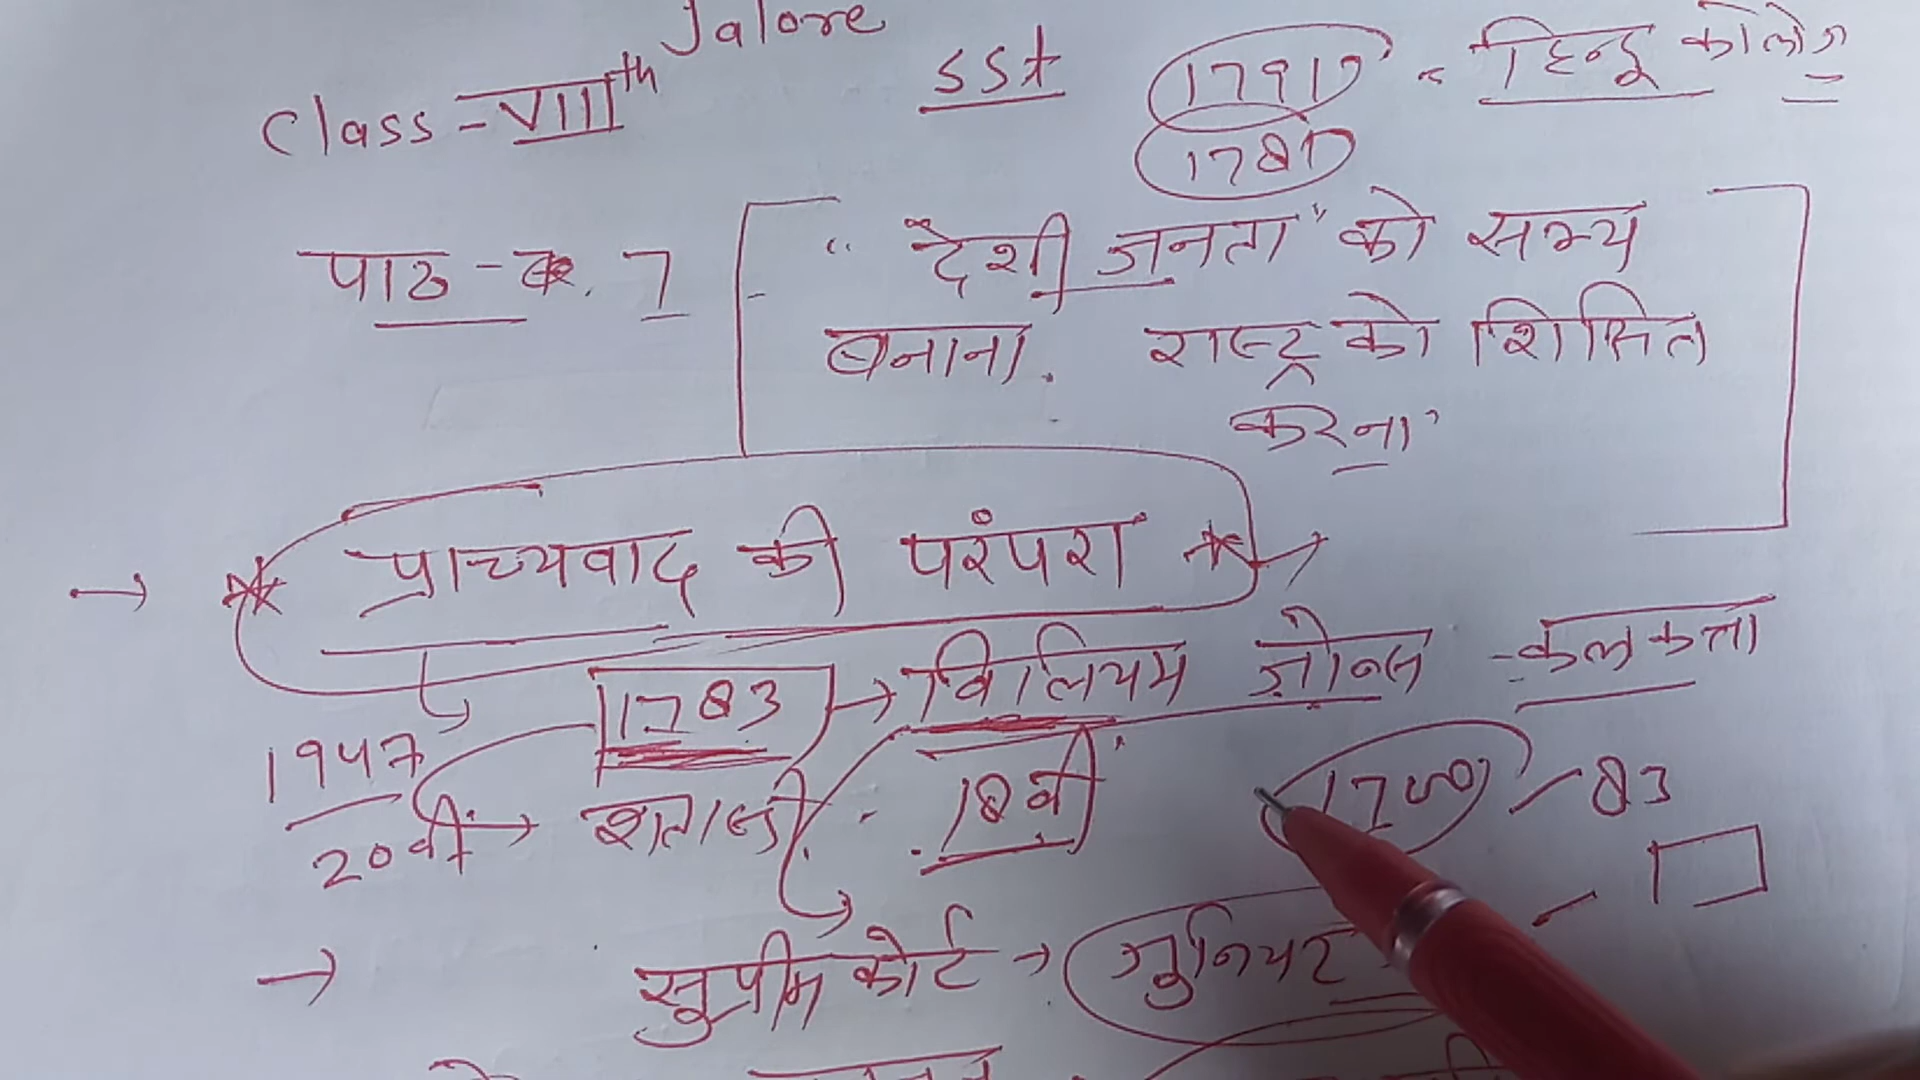 Jalore
Class - VIIIth SSt 1791 = हिन्दू कोलेज
1781
पाठ - 7 "देशी जनता" को सभ्य
बनाना. राष्ट्र को शिक्षित
करना"
→ * प्राच्यवाद की परंपरा * →
1783 → विलियम जोन्स - कलकत्ता
1947
20वी → शताब्दी - 18वीं 1700 - 83
→ सुप्रीम कोर्ट → जुनियर